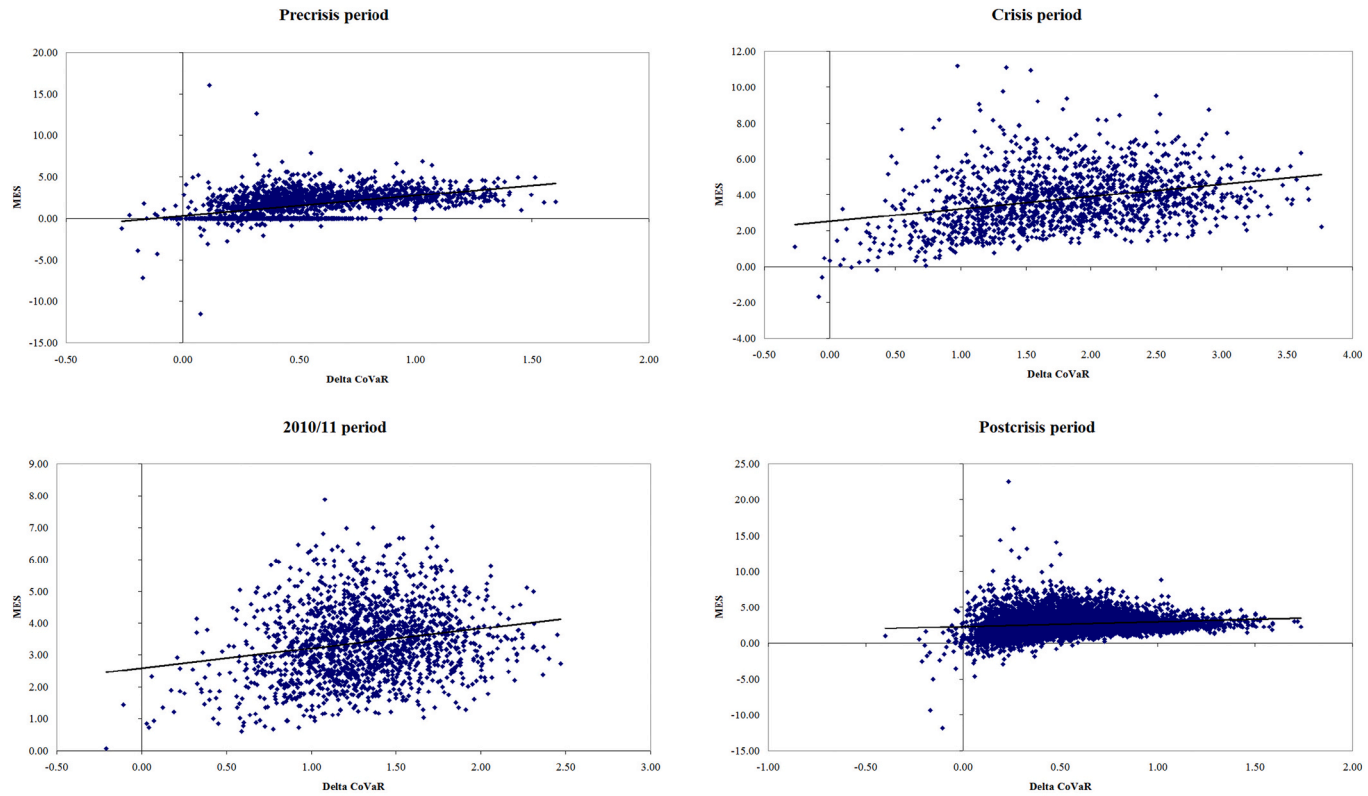 Precrisis period
20.00
15.00
10.00
5.00
0.00
-5.00
-10.00
-15.00
MES
-0.50 0.00 0.50 1.00 1.50 2.00
Delta CoVaR
Crisis period
12.00
10.00
8.00
6.00
4.00
2.00
0.00
-2.00
-4.00
MES
-0.50 0.00 0.50 1.00 1.50 2.00 2.50 3.00 3.50 4.00
Delta CoVaR
2010/11 period
9.00
8.00
7.00
6.00
5.00
4.00
3.00
2.00
1.00
0.00
MES
-0.50 0.00 0.50 1.00 1.50 2.00 2.50 3.00
Delta CoVaR
Postcrisis period
25.00
20.00
15.00
10.00
5.00
0.00
-5.00
-10.00
-15.00
MES
-1.00 -0.50 0.00 0.50 1.00 1.50 2.00
Delta CoVaR